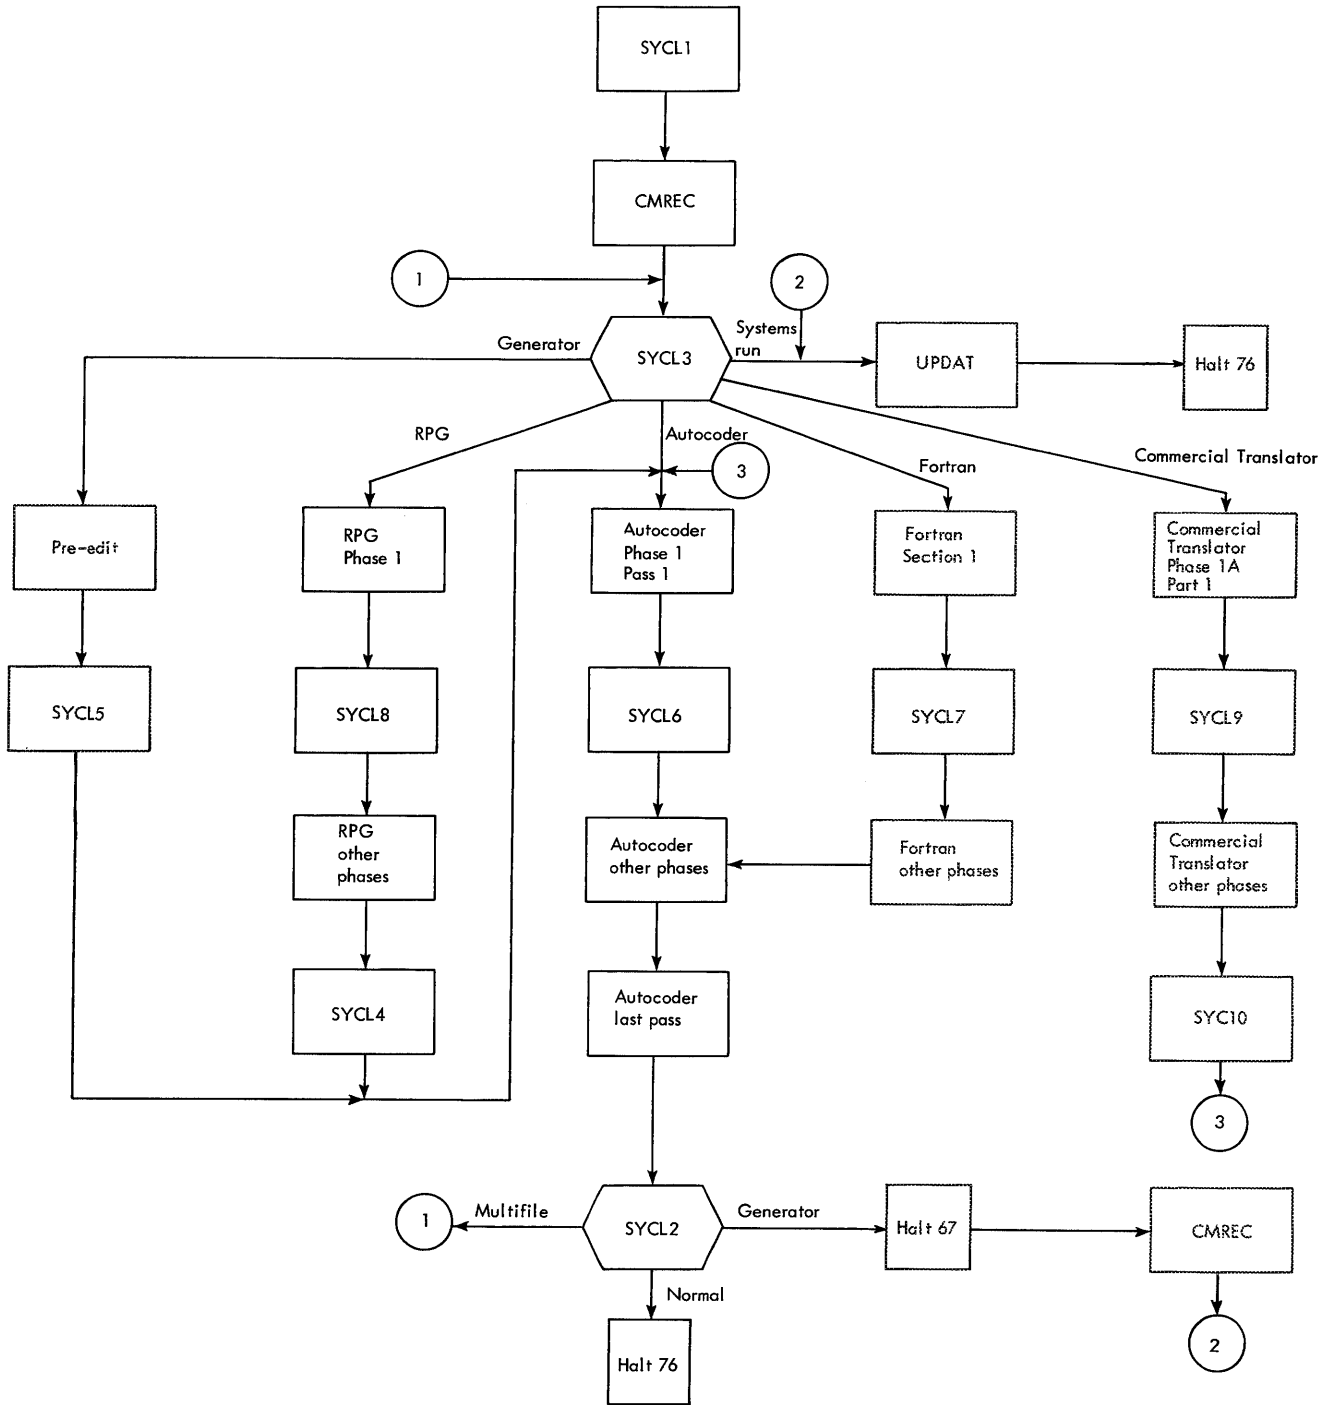 SYCL1
CMREC
1
2
Generator
SYCL3
Systems
run
UPDAT
Halt 76
RPG
Autocoder
3
Fortran
Commercial Translator
Pre-edit
RPG
Phase 1
Autocoder
Phase 1
Pass 1
Fortran
Section 1
Commercial
Translator
Phase 1A
Part 1
SYCL5
SYCL8
SYCL6
SYCL7
SYCL9
RPG
other
phases
Autocoder
other phases
Fortran
other phases
Commercial
Translator
other phases
SYCL4
Autocoder
last pass
SYC10
3
1
Multifile
SYCL2
Generator
Halt 67
CMREC
Normal
Halt 76
2